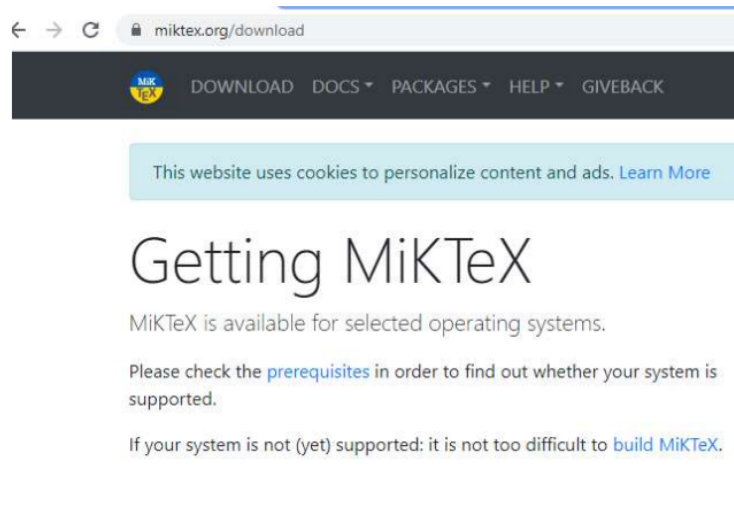 miktex.org/download
MiK
TEX
DOWNLOAD DOCS PACKAGES HELP GIVEBACK
This website uses cookies to personalize content and ads. Learn More
Getting MiKTeX
MiKTeX is available for selected operating systems.
Please check the prerequisites in order to find out whether your system is
supported.
If your system is not (yet) supported: it is not too difficult to build MiKTeX.